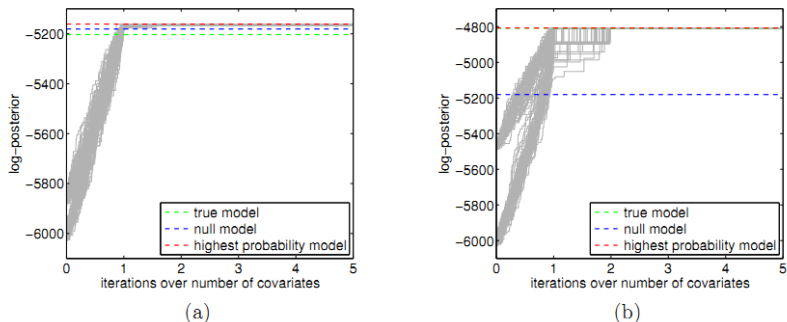 −5200
−5400
−5600
−5800
−6000
log−posterior
0
1
2
3
4
5
iterations over number of covariates
true model
null model
highest probability model
(a)
−4800
−5000
−5200
−5400
−5600
−5800
−6000
log−posterior
0
1
2
3
4
5
iterations over number of covariates
true model
null model
highest probability model
(b)